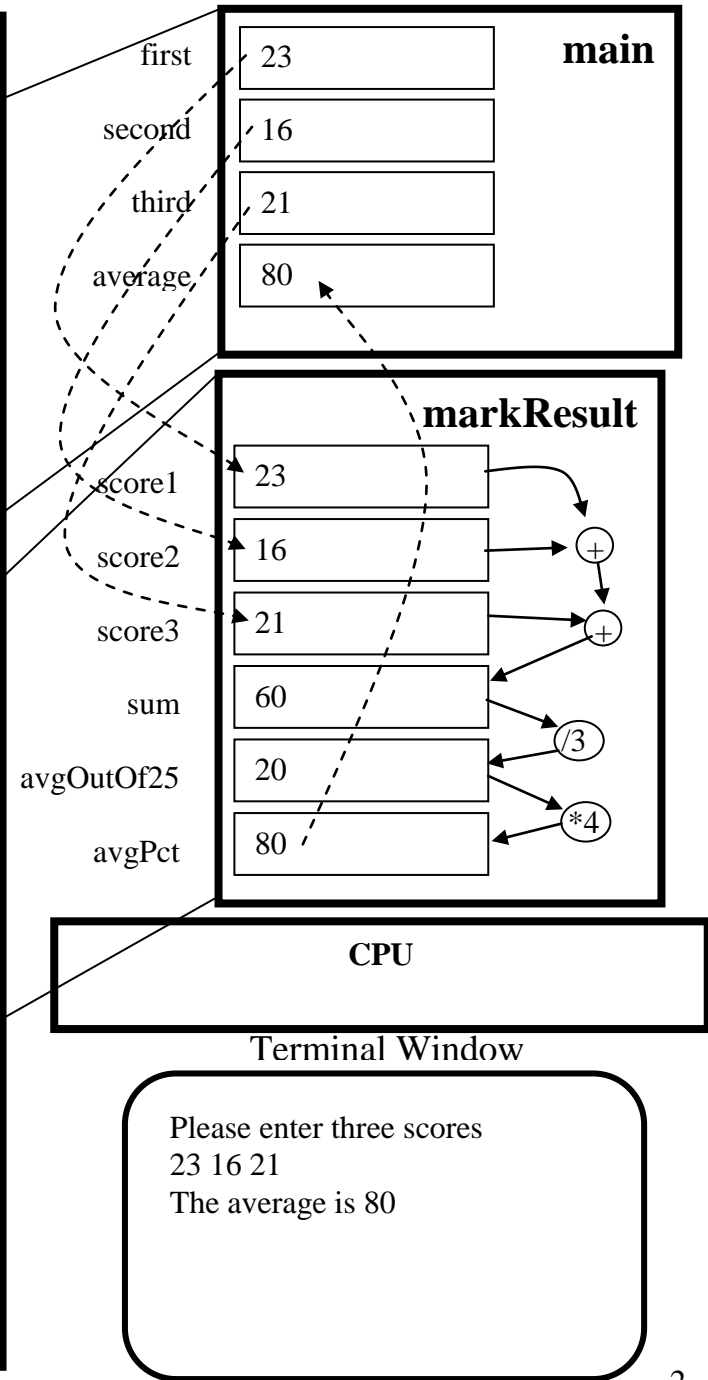 main
first 23
second 16
third 21
average 80
markResult
score1 23
+
score2 16
score3 21
+
sum 60
/3
avgOutOf25 20
*4
avgPct 80
CPU
Terminal Window
Please enter three scores
23 16 21
The average is 80